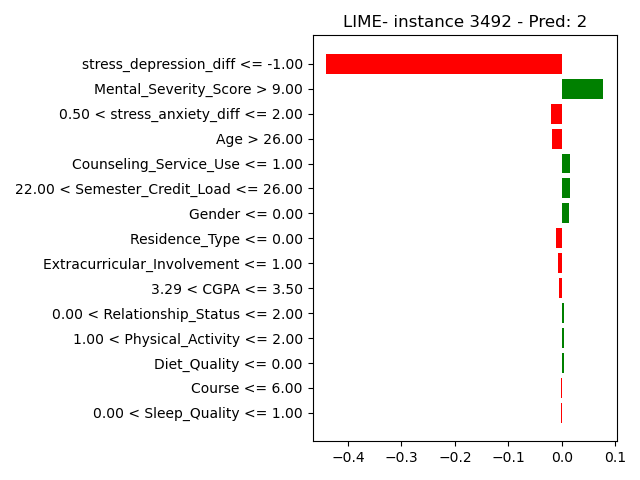 LIME- instance 3492 - Pred: 2
stress_depression_diff <= -1.00
Mental_Severity_Score > 9.00
0.50 < stress_anxiety_diff <= 2.00
Age > 26.00
Counseling_Service_Use <= 1.00
22.00 < Semester_Credit_Load <= 26.00
Gender <= 0.00
Residence_Type <= 0.00
Extracurricular_Involvement <= 1.00
3.29 < CGPA <= 3.50
0.00 < Relationship_Status <= 2.00
1.00 < Physical_Activity <= 2.00
Diet_Quality <= 0.00
Course <= 6.00
0.00 < Sleep_Quality <= 1.00
−0.4 −0.3 −0.2 −0.1 0.0 0.1